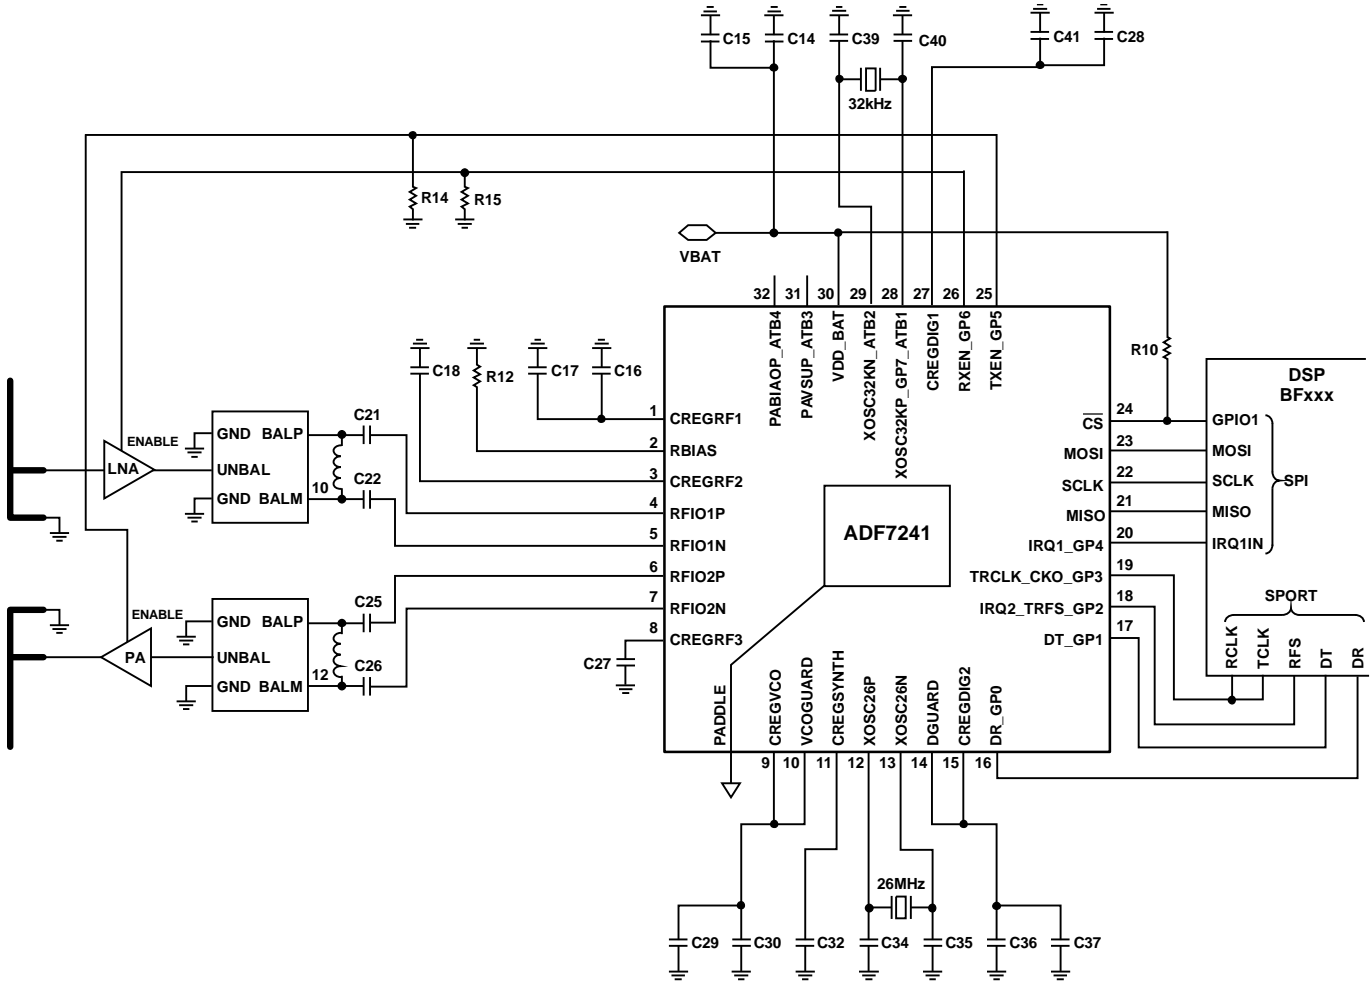 C15
C14
C39
C40
C41
C28
32kHz
R14
R15
VBAT
32
31
30
29
28
27
26
25
PABIAOP_ATB4
PAVSUP_ATB3
VDD_BAT
XOSC32KN_ATB2
XOSC32KP_GP7_ATB1
CREGDIG1
RXEN_GP6
TXEN_GP5
C18
R12
C17
C16
R10
DSP
BFxxx
1 CREGRF1
2 RBIAS
3 CREGRF2
4 RFIO1P
5 RFIO1N
6 RFIO2P
7 RFIO2N
8 CREGRF3
CS 24 GPIO1
MOSI 23 MOSI
SCLK 22 SCLK
MISO 21 MISO
IRQ1_GP4 20 IRQ1IN
SPI
TRCLK_CKO_GP3 19
IRQ2_TRFS_GP2 18
DT_GP1 17
ADF7241
SPORT
RCLK
TCLK
RFS
DT
DR
LNA
ENABLE
GND BALP
UNBAL
GND BALM
10
C21
C22
PA
ENABLE
GND BALP
UNBAL
GND BALM
12
C25
C26
C27
PADDLE
CREGVCO
VCOGUARD
CREGSYNTH
XOSC26P
XOSC26N
DGUARD
CREGDIG2
DR_GP0
9
10
11
12
13
14
15
16
26MHz
C29
C30
C32
C34
C35
C36
C37